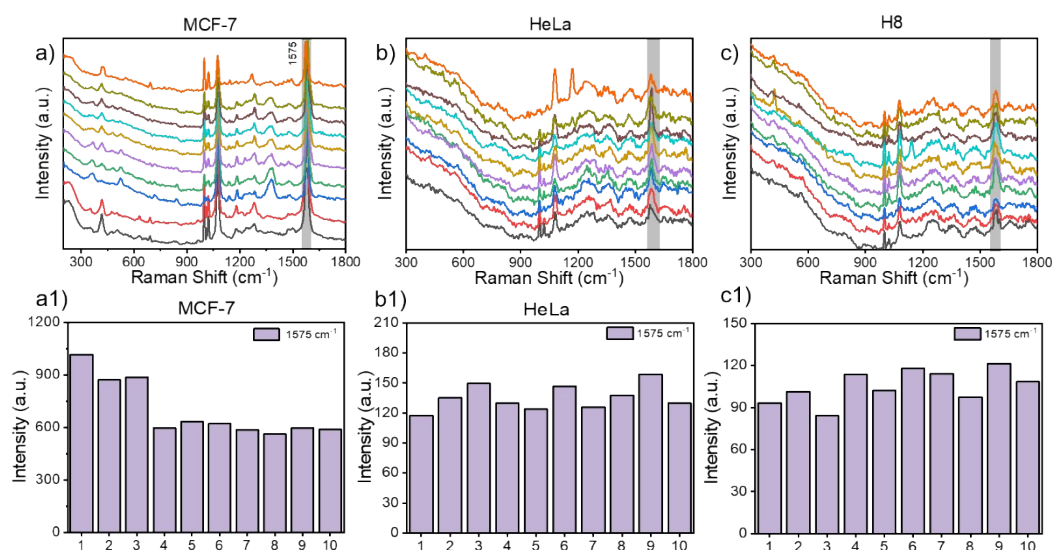 MCF-7
HeLa
H8
a)
b)
c)
1575
Intensity (a.u.)
Intensity (a.u.)
Intensity (a.u.)
300 600 900 1200 1500 1800
300 600 900 1200 1500 1800
300 600 900 1200 1500 1800
Raman Shift (cm⁻¹)
Raman Shift (cm⁻¹)
Raman Shift (cm⁻¹)
a1)
b1)
c1)
MCF-7
HeLa
1575 cm⁻¹
1575 cm⁻¹
1575 cm⁻¹
Intensity (a.u.)
1200
900
600
300
0
Intensity (a.u.)
210
180
150
120
90
60
30
0
Intensity (a.u.)
150
120
90
60
30
0
1 2 3 4 5 6 7 8 9 10
1 2 3 4 5 6 7 8 9 10
1 2 3 4 5 6 7 8 9 10